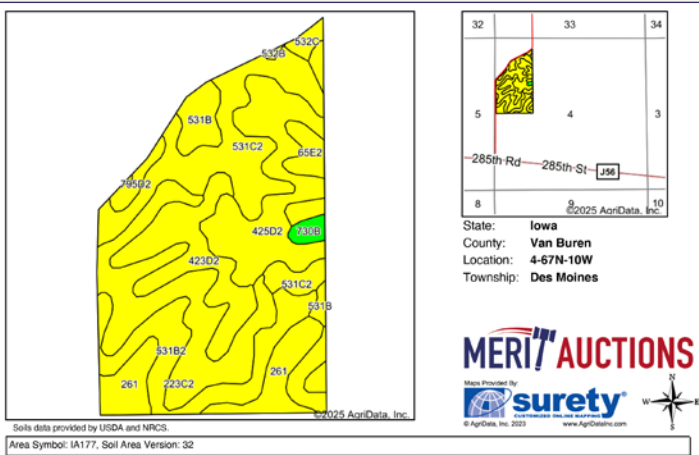 532C
532B
531B
531C2
65E2
795D2
425D2
730B
423D2
531C2
531B
531B2
261
223C2
261
©2025 AgriData, Inc.
Soils data provided by USDA and NRCS.
Area Symbol: IA177, Soil Area Version: 32
32 33 34
5 4 3
285th Rd 285th St J56
8 9 10
©2025 AgriData, Inc.
State: Iowa
County: Van Buren
Location: 4-67N-10W
Township: Des Moines
MERIT AUCTIONS
Maps Provided By:
surety®
CUSTOMIZED ONLINE MAPPING
© AgriData, Inc. 2023 www.AgriDataInc.com
N
W E
S